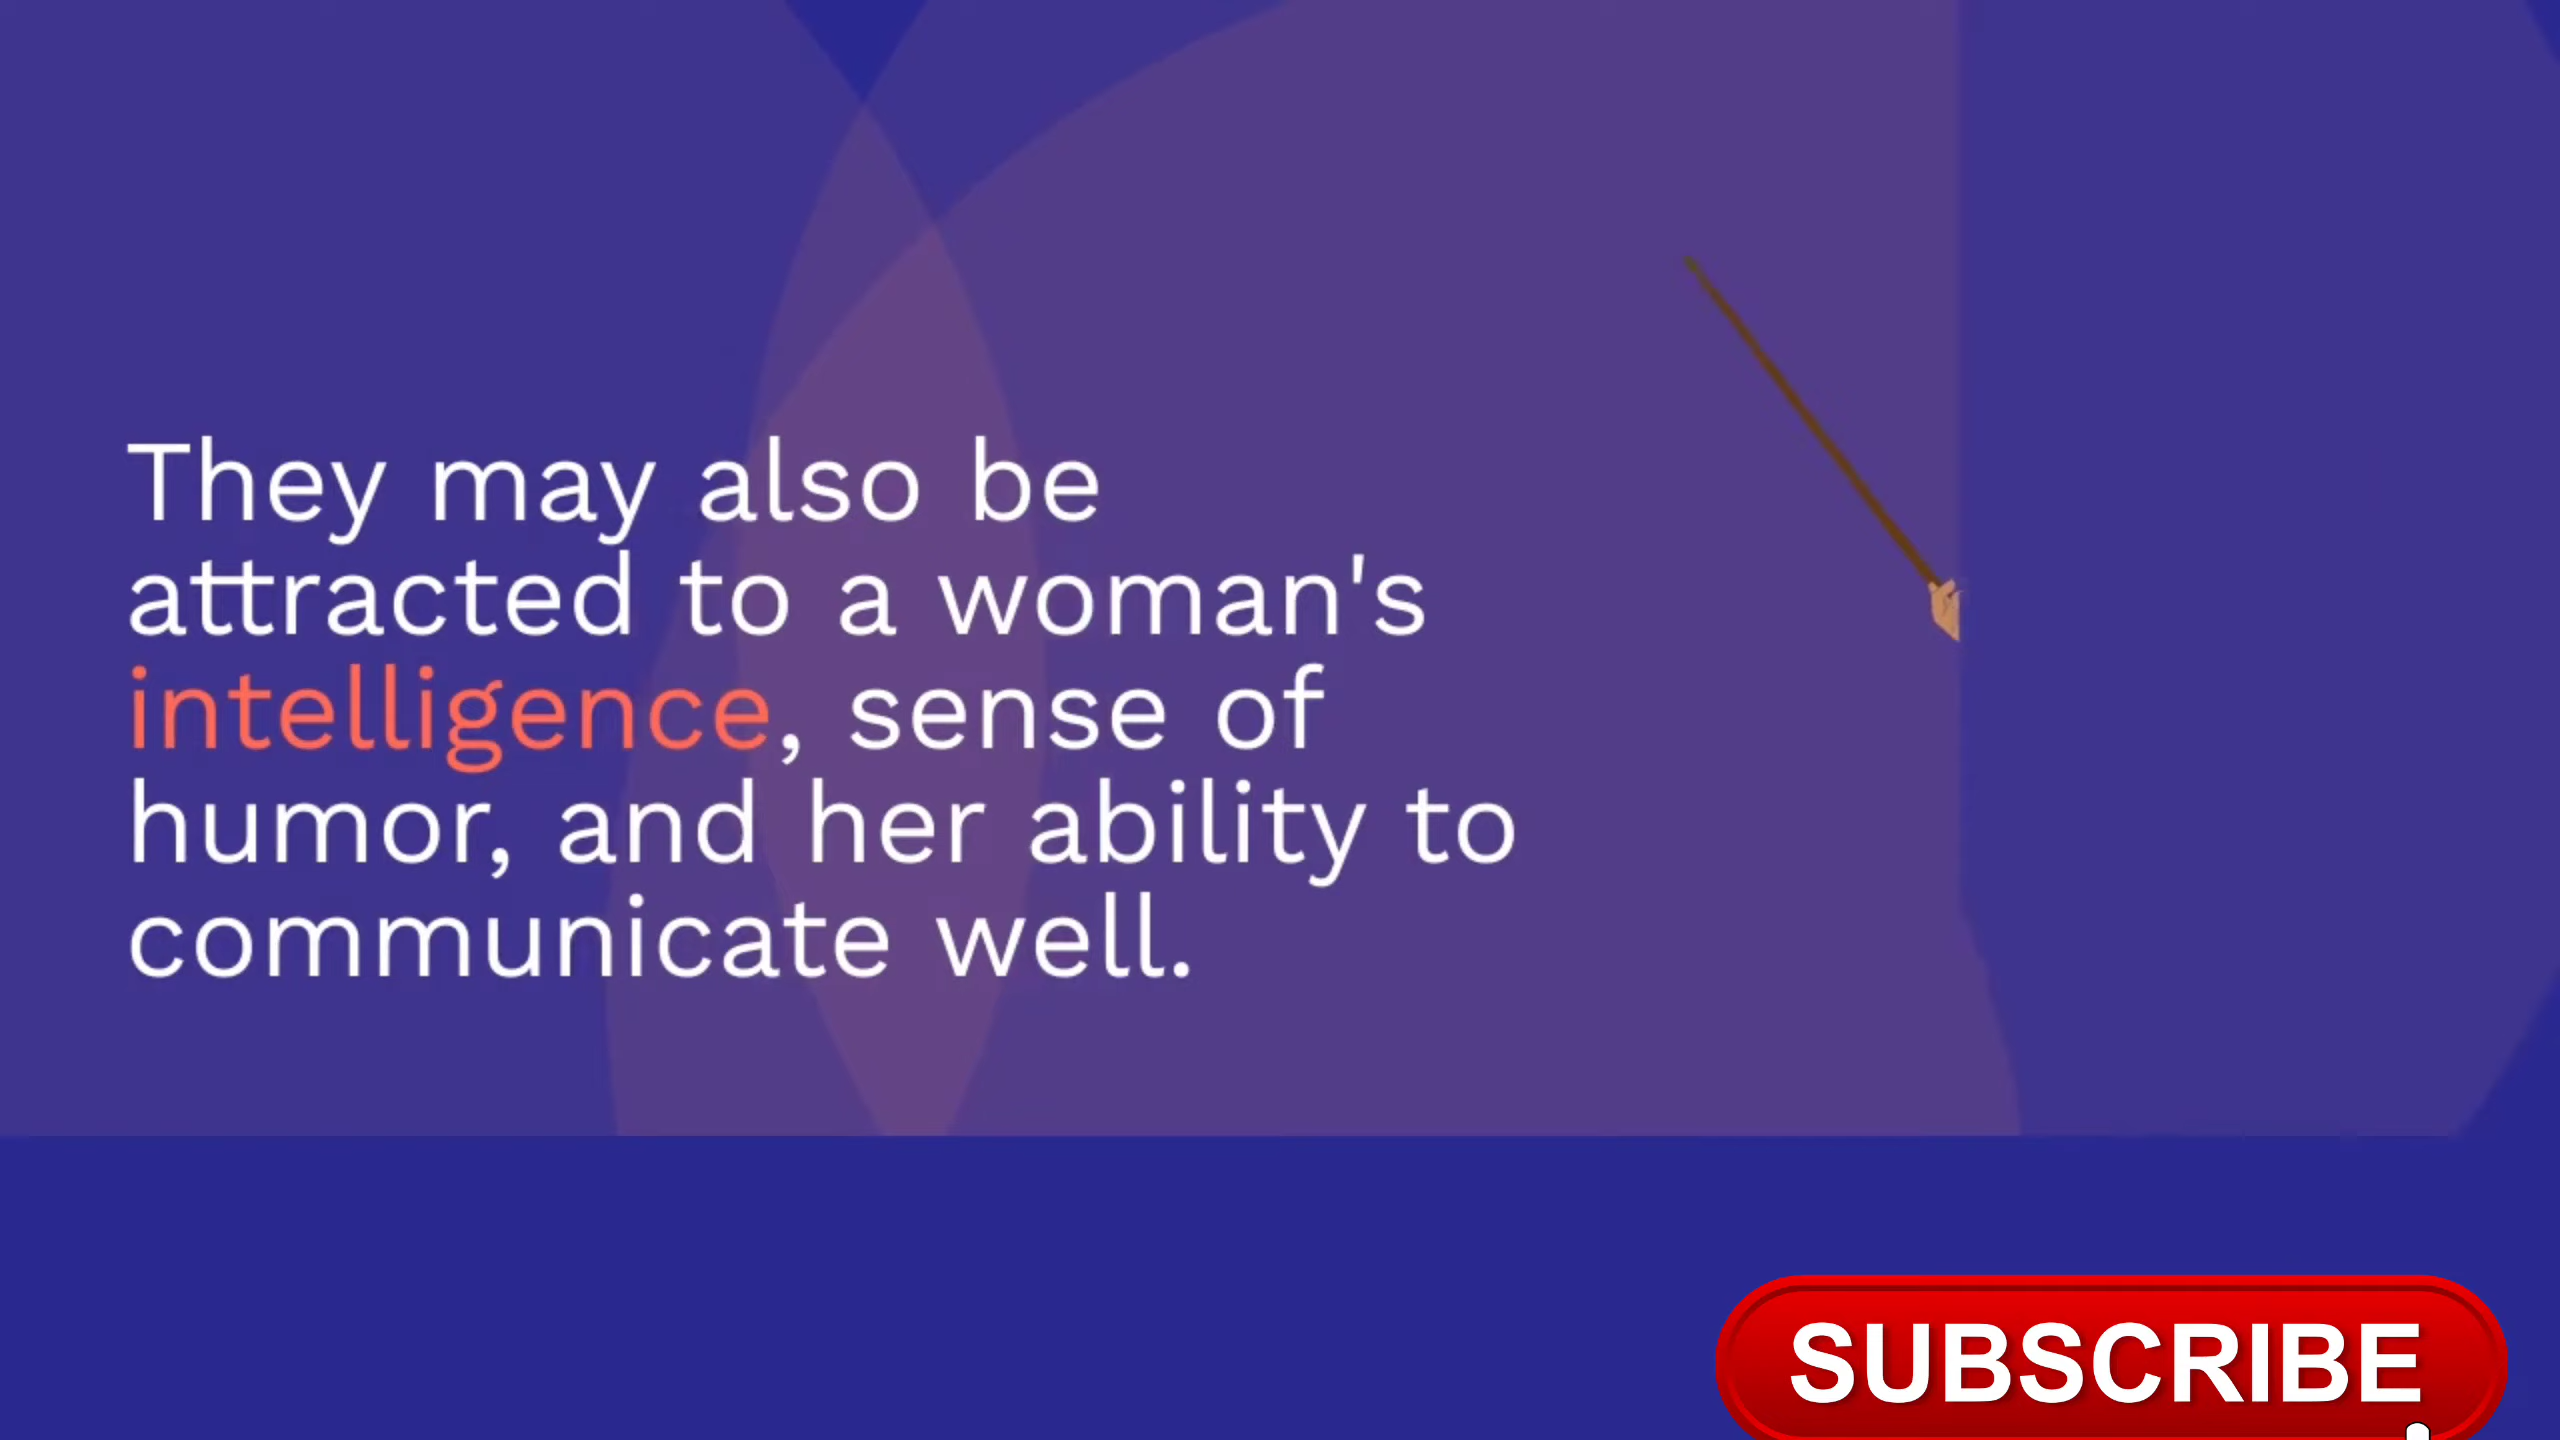 They may also be
attracted to a woman's
intelligence, sense of
humor, and her ability to
communicate well.
SUBSCRIBE